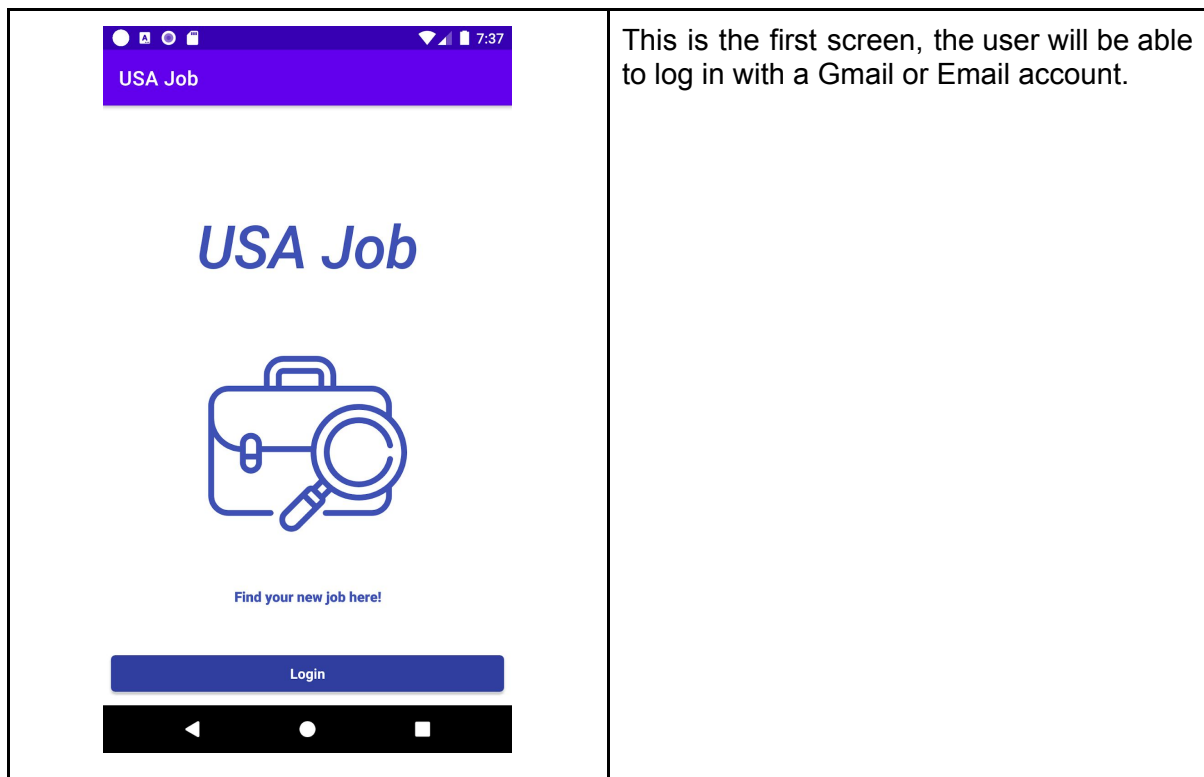 7:37
USA Job
USA Job
Find your new job here!
Login
This is the first screen, the user will be able
to log in with a Gmail or Email account.